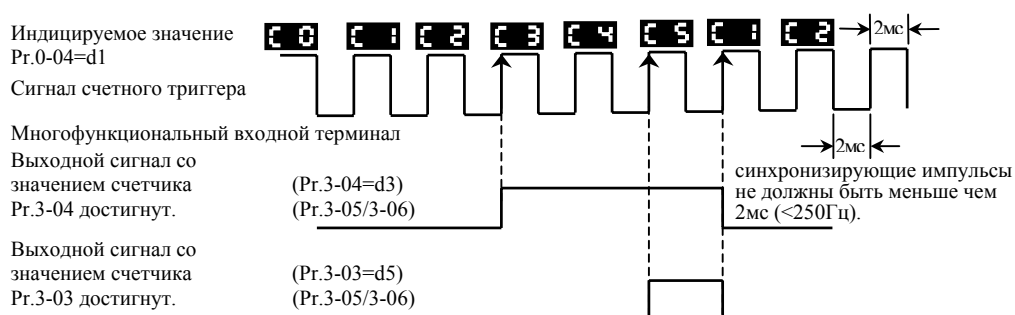 Индицируемое значение
Pr.0-04=d1
C 0 C 1 C 2 C 3 C 4 C 5 C 1 C 2
2мс
Сигнал счетного триггера
Многофункциональный входной терминал
2мс
синхронизирующие импульсы
не должны быть меньше чем
2мс (<250Гц).
Выходной сигнал со
значением счетчика (Pr.3-04=d3)
Pr.3-04 достигнут. (Pr.3-05/3-06)
Выходной сигнал со
значением счетчика (Pr.3-03=d5)
Pr.3-03 достигнут. (Pr.3-05/3-06)